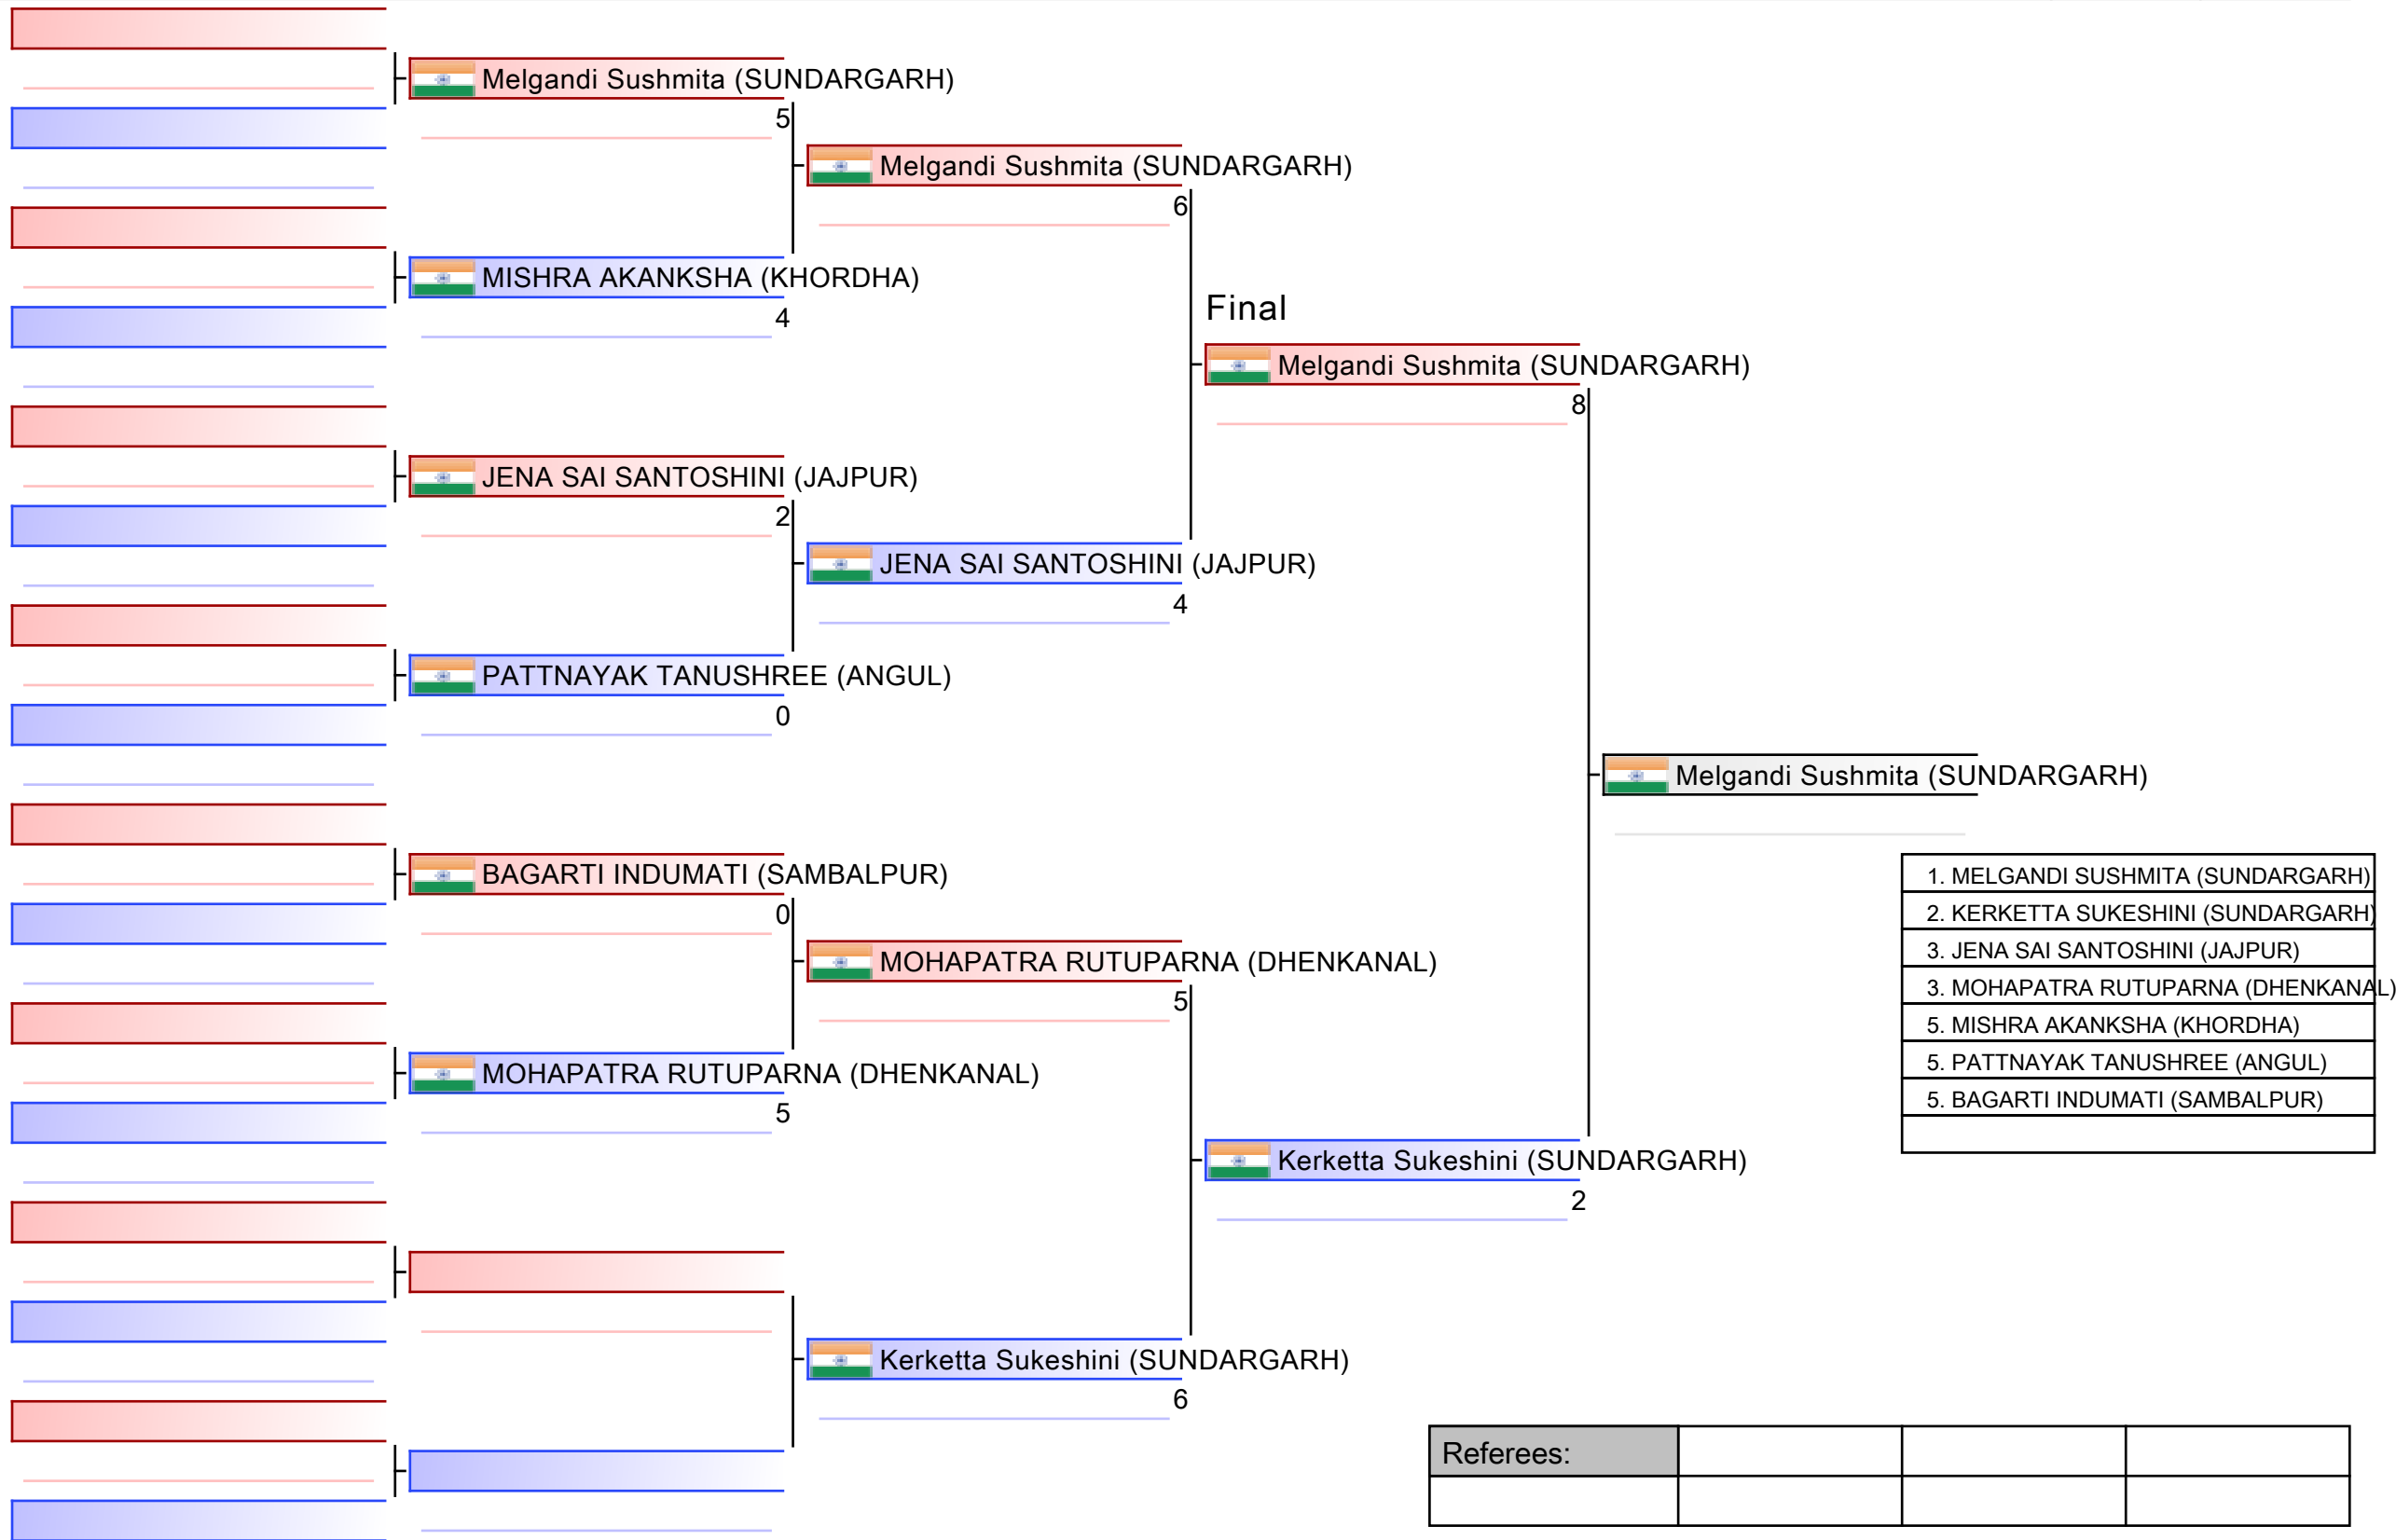 Melgandi Sushmita (SUNDARGARH)
5
Melgandi Sushmita (SUNDARGARH)
6
MISHRA AKANKSHA (KHORDHA)
4
Final
Melgandi Sushmita (SUNDARGARH)
8
JENA SAI SANTOSHINI (JAJPUR)
2
JENA SAI SANTOSHINI (JAJPUR)
4
PATTNAYAK TANUSHREE (ANGUL)
0
Melgandi Sushmita (SUNDARGARH)
BAGARTI INDUMATI (SAMBALPUR)
0
MOHAPATRA RUTUPARNA (DHENKANAL)
5
MOHAPATRA RUTUPARNA (DHENKANAL)
5
Kerketta Sukeshini (SUNDARGARH)
2
Kerketta Sukeshini (SUNDARGARH)
6
1. MELGANDI SUSHMITA (SUNDARGARH)
2. KERKETTA SUKESHINI (SUNDARGARH)
3. JENA SAI SANTOSHINI (JAJPUR)
3. MOHAPATRA RUTUPARNA (DHENKANAL)
5. MISHRA AKANKSHA (KHORDHA)
5. PATTNAYAK TANUSHREE (ANGUL)
5. BAGARTI INDUMATI (SAMBALPUR)
Referees: